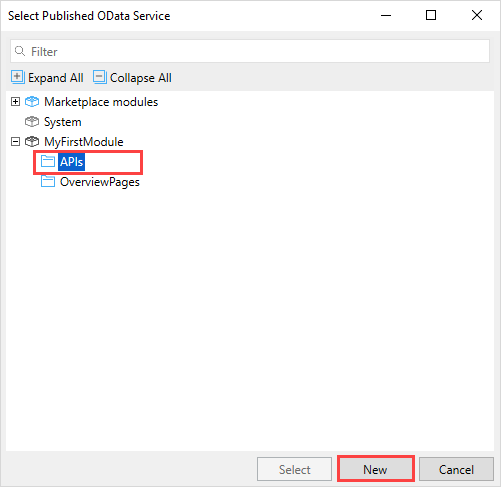 Select Published OData Service
Filter
Expand All Collapse All
Marketplace modules
System
MyFirstModule
APIs
OverviewPages
Select New Cancel